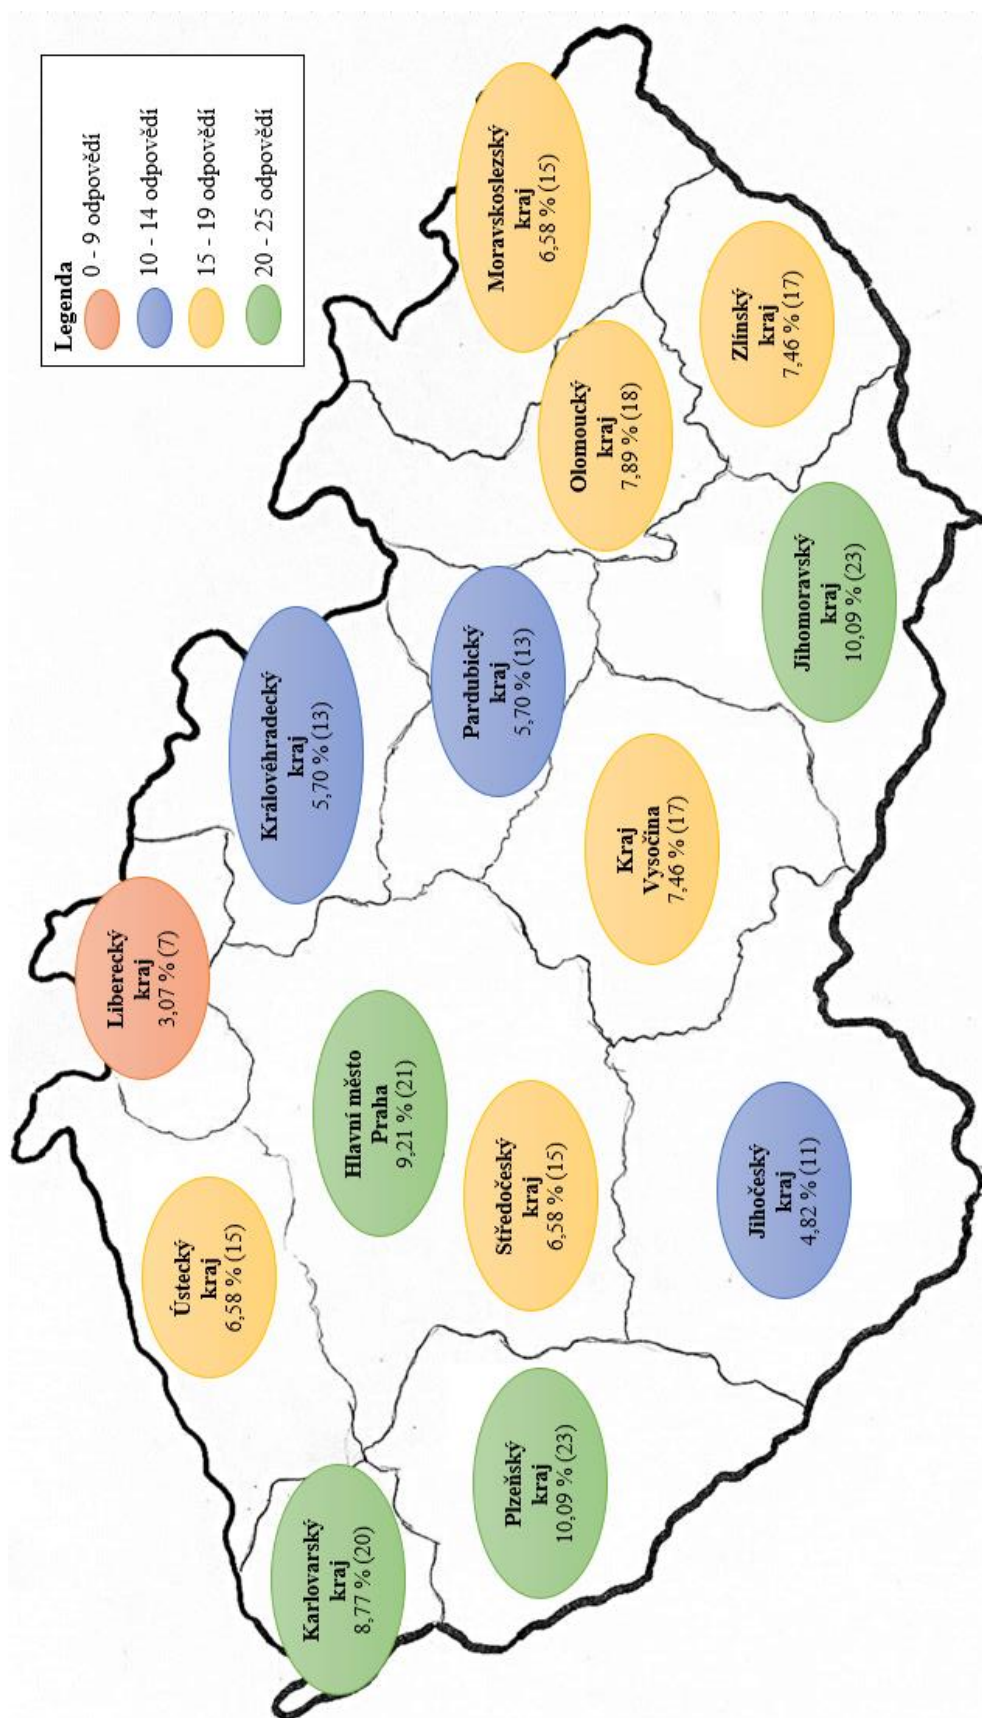 Legenda
0 - 9 odpovědí
10 - 14 odpovědí
15 - 19 odpovědí
20 - 25 odpovědí
Liberecký
kraj
3,07 % (7)
Ústecký
kraj
6,58 % (15)
Královéhradecký
kraj
5,70 % (13)
Karlovarský
kraj
8,77 % (20)
Hlavní město
Praha
9,21 % (21)
Pardubický
kraj
5,70 % (13)
Moravskoslezský
kraj
6,58 % (15)
Středočeský
kraj
6,58 % (15)
Plzeňský
kraj
10,09 % (23)
Olomoucký
kraj
7,89 % (18)
Kraj
Vysočina
7,46 % (17)
Zlínský
kraj
7,46 % (17)
Jihočeský
kraj
4,82 % (11)
Jihomoravský
kraj
10,09 % (23)